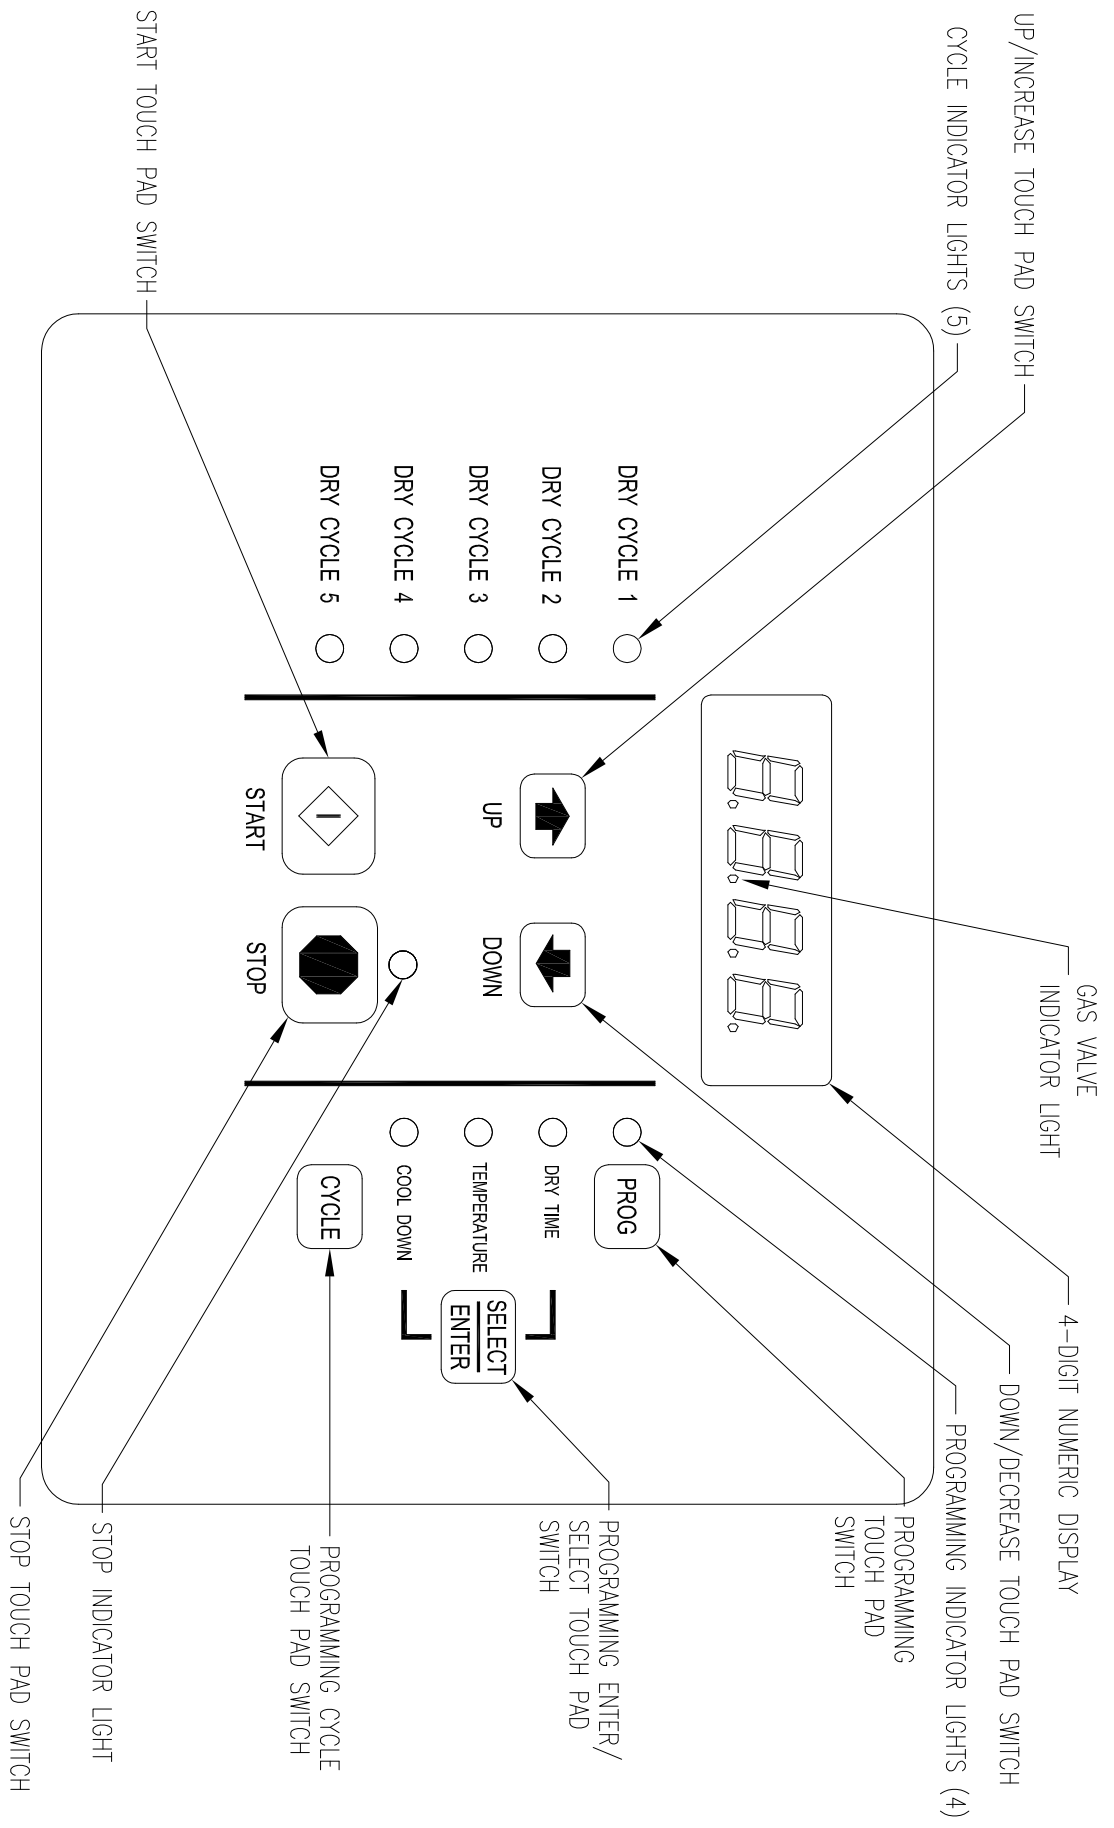 UP/INCREASE TOUCH PAD SWITCH
CYCLE INDICATOR LIGHTS (5)
START TOUCH PAD SWITCH
GAS VALVE
INDICATOR LIGHT
4-DIGIT NUMERIC DISPLAY
DOWN/DECREASE TOUCH PAD SWITCH
PROGRAMMING INDICATOR LIGHTS (4)
PROGRAMMING
TOUCH PAD
SWITCH
PROGRAMMING ENTER/
SELECT TOUCH PAD
SWITCH
PROGRAMMING CYCLE
TOUCH PAD SWITCH
STOP INDICATOR LIGHT
STOP TOUCH PAD SWITCH
DRY CYCLE 1
DRY CYCLE 2
DRY CYCLE 3
DRY CYCLE 4
DRY CYCLE 5
UP
DOWN
START
STOP
PROG
DRY TIME
TEMPERATURE
COOL DOWN
SELECT
ENTER
CYCLE